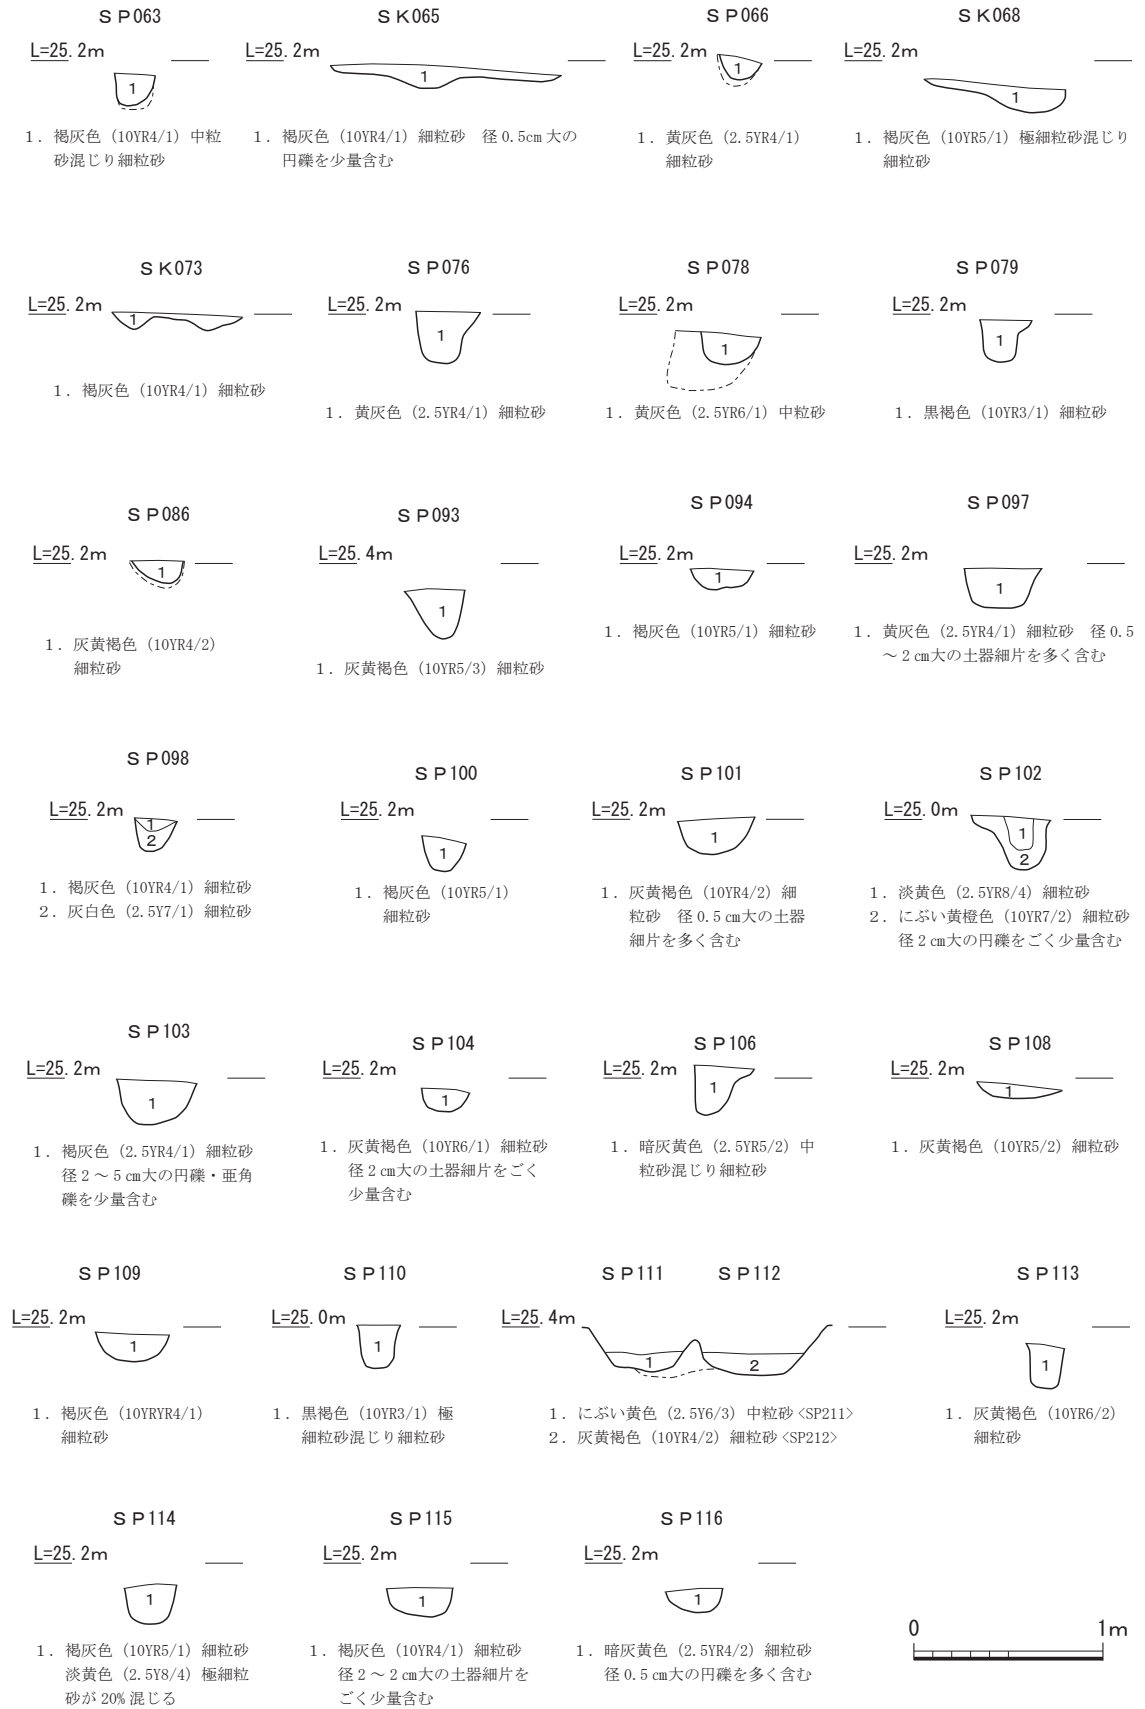 ＳＰ063
L=25.2m
1. 褐灰色（10YR4/1）中粒
砂混じり細粒砂
ＳＫ065
L=25.2m
1. 褐灰色（10YR4/1）細粒砂　径 0.5cm 大の
円礫を少量含む
ＳＰ066
L=25.2m
1. 黄灰色（2.5YR4/1）
細粒砂
ＳＫ068
L=25.2m
1. 褐灰色（10YR5/1）極細粒砂混じり
細粒砂
ＳＫ073
L=25.2m
1. 褐灰色（10YR4/1）細粒砂
ＳＰ076
L=25.2m
1. 黄灰色（2.5YR4/1）細粒砂
ＳＰ078
L=25.2m
1. 黄灰色（2.5YR6/1）中粒砂
ＳＰ079
L=25.2m
1. 黒褐色（10YR3/1）細粒砂
ＳＰ086
L=25.2m
1. 灰黄褐色（10YR4/2）
細粒砂
ＳＰ093
L=25.4m
1. 灰黄褐色（10YR5/3）細粒砂
ＳＰ094
L=25.2m
1. 褐灰色（10YR5/1）細粒砂
ＳＰ097
L=25.2m
1. 黄灰色（2.5YR4/1）細粒砂　径 0.5
～２㎝大の土器細片を多く含む
ＳＰ098
L=25.2m
1
2
1. 褐灰色（10YR4/1）細粒砂
2. 灰白色（2.5Y7/1）細粒砂
ＳＰ100
L=25.2m
1. 褐灰色（10YR5/1）
細粒砂
ＳＰ101
L=25.2m
1. 灰黄褐色（10YR4/2）細
粒砂　径 0.5 ㎝大の土器
細片を多く含む
ＳＰ102
L=25.0m
1
2
1. 淡黄色（2.5YR8/4）細粒砂
2. にぶい黄橙色（10YR7/2）細粒砂
径２㎝大の円礫をごく少量含む
ＳＰ103
L=25.2m
1. 褐灰色（2.5YR4/1）細粒砂
径２～５㎝大の円礫・亜角
礫を少量含む
ＳＰ104
L=25.2m
1. 灰黄褐色（10YR6/1）細粒砂
径２㎝大の土器細片をごく
少量含む
ＳＰ106
L=25.2m
1. 暗灰黄色（2.5YR5/2）中
粒砂混じり細粒砂
ＳＰ108
L=25.2m
1. 灰黄褐色（10YR5/2）細粒砂
ＳＰ109
L=25.2m
1. 褐灰色（10YRYR4/1）
細粒砂
ＳＰ110
L=25.0m
1. 黒褐色（10YR3/1）極
細粒砂混じり細粒砂
ＳＰ111　ＳＰ112
L=25.4m
1　2
1. にぶい黄色（2.5Y6/3）中粒砂<SP211>
2. 灰黄褐色（10YR4/2）細粒砂<SP212>
ＳＰ113
L=25.2m
1. 灰黄褐色（10YR6/2）
細粒砂
ＳＰ114
L=25.2m
1. 褐灰色（10YR5/1）細粒砂
淡黄色（2.5Y8/4）極細粒
砂が 20% 混じる
ＳＰ115
L=25.2m
1. 褐灰色（10YR4/1）細粒砂
径２～２㎝大の土器細片を
ごく少量含む
ＳＰ116
L=25.2m
1. 暗灰黄色（2.5YR4/2）細粒砂
径 0.5 ㎝大の円礫を多く含む
0　1m